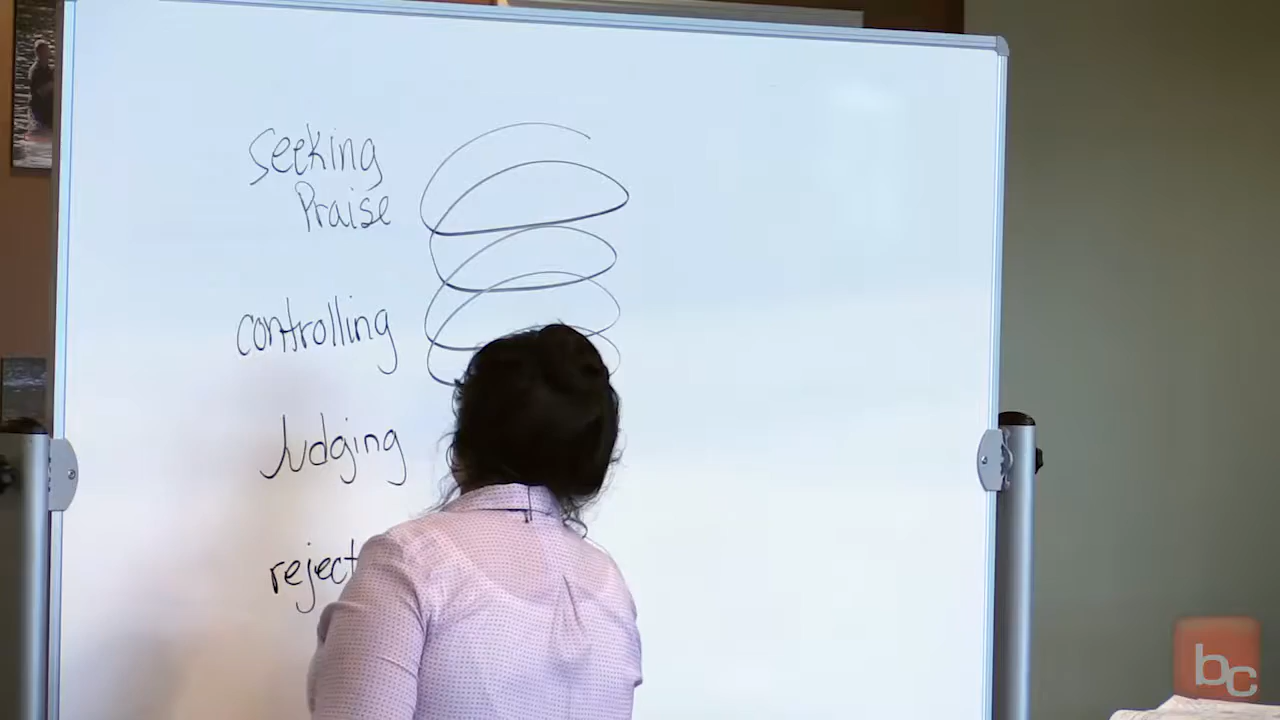 Seeking
Praise
controlling
Judging
reject
bc